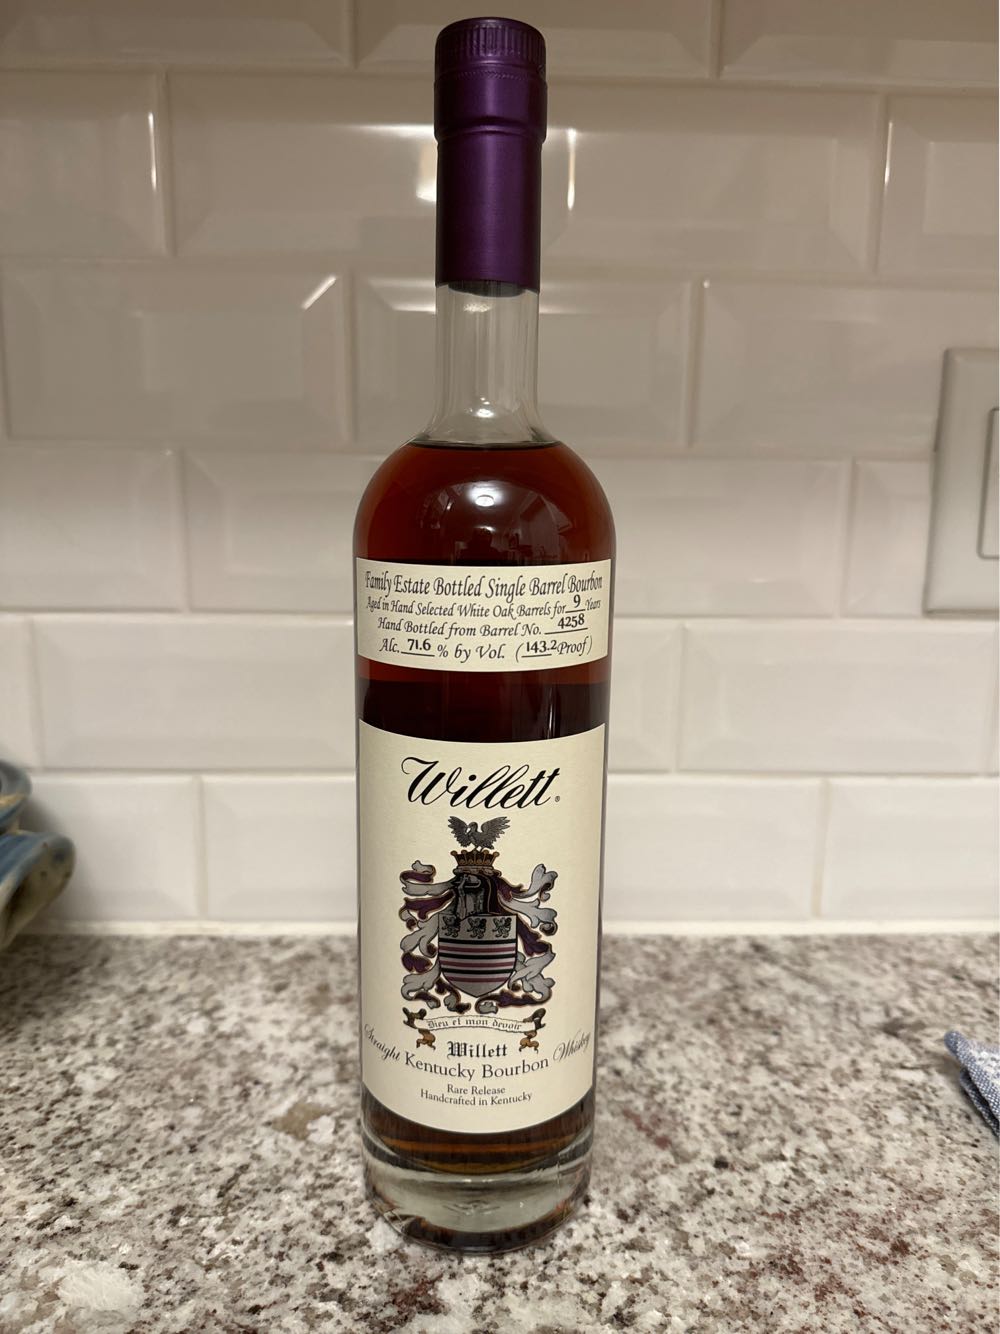 Family Estate Bottled Single Barrel Bourbon
Aged in Hand Selected White Oak Barrels for 9 Years
Hand Bottled from Barrel No. 4258
Alc. 71.6 % by Vol. (143.2 Proof)
Willett®
Dieu et mon devoir
Willett
Straight Kentucky Bourbon Whiskey
Rare Release
Handcrafted in Kentucky